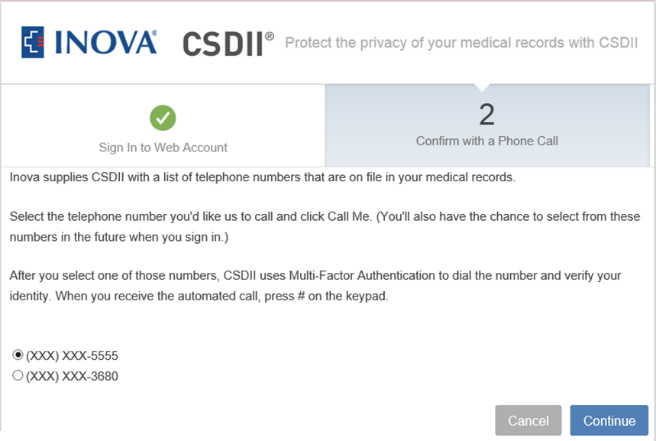 INOVA® CSDII® Protect the privacy of your medical records with CSDII
Sign In to Web Account
2
Confirm with a Phone Call
Inova supplies CSDII with a list of telephone numbers that are on file in your medical records.
Select the telephone number you'd like us to call and click Call Me. (You'll also have the chance to select from these
numbers in the future when you sign in.)
After you select one of those numbers, CSDII uses Multi-Factor Authentication to dial the number and verify your
identity. When you receive the automated call, press # on the keypad.
(XXX) XXX-5555
(XXX) XXX-3680
Cancel Continue